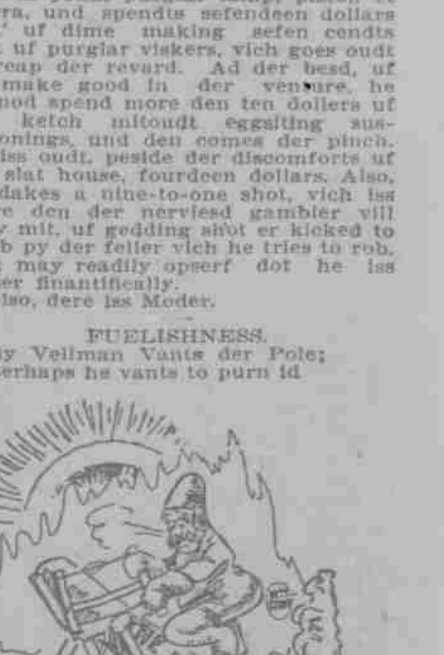 ra, und spendts sefendeen dollars
uf dime making sefen cendts
uf purglar viskers, vich goes oudt
reap der revard. Ad der besd, uf
make good in der venture, he
nod spend more den ten dollers uf
ketch mitoudt eggsiting sus-
onings, und den comes der pinch.
iss oudt, peside der discomforts uf
slat house, fourdeen dollars. Also,
dakes a nine-to-one shot, vich iss
re den der nerviesd gambler vill
y mit, uf gedding shot er kicked to
b py der feller vich he tries to rob.
may readily opserf dot he iss
er finantifically.
lso, dere iss Moder.
FUELISHNESS.
ly Vellman Vants der Pole;
erhaps he vants to purn id